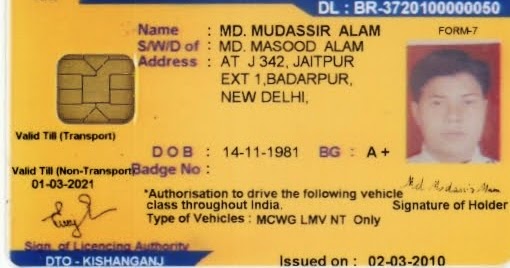 DL : BR-3720100000050
Name : MD. MUDASSIR ALAM
FORM-7
S/W/D of : MD. MASOOD ALAM
Address : AT J 342, JAITPUR
EXT 1,BADARPUR,
NEW DELHI,
Valid Till (Transport)
D O B : 14-11-1981 BG : A +
Valid Till (Non-Transport)
Badge No :
01-03-2021
*Authorisation to drive the following vehicle
class throughout India.
Signature of Holder
Type of Vehicles : MCWG LMV NT Only
Sign. of Licencing Authority
DTO - KISHANGANJ
Issued on : 02-03-2010